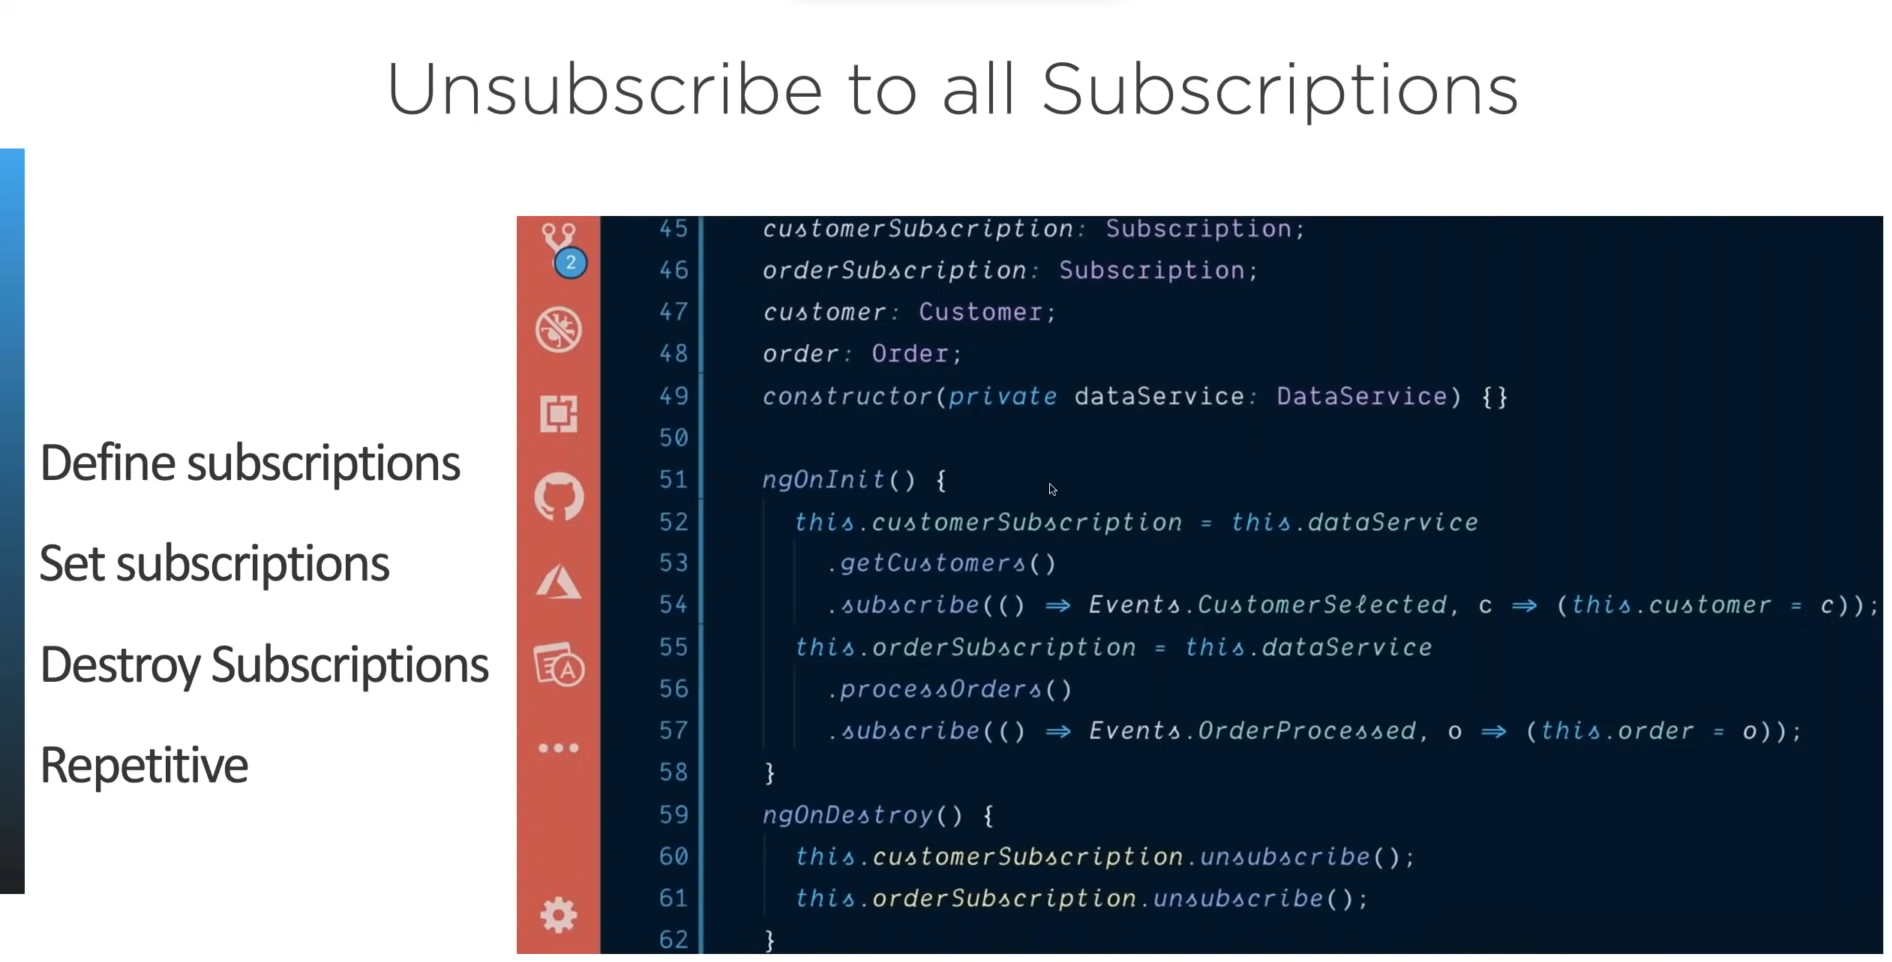 Unsubscribe to all Subscriptions
Define subscriptions
Set subscriptions
Destroy Subscriptions
Repetitive
2
A
45 customerSubscription: Subscription;
46 orderSubscription: Subscription;
47 customer: Customer;
48 order: Order;
49 constructor(private dataService: DataService) {}
50
51 ngOnInit() {
52 this.customerSubscription = this.dataService
53 .getCustomers()
54 .subscribe(() ⇒ Events.CustomerSelected, c ⇒ (this.customer = c));
55 this.orderSubscription = this.dataService
56 .processOrders()
57 .subscribe(() ⇒ Events.OrderProcessed, o ⇒ (this.order = o));
58 }
59 ngOnDestroy() {
60 this.customerSubscription.unsubscribe();
61 this.orderSubscription.unsubscribe();
62 }